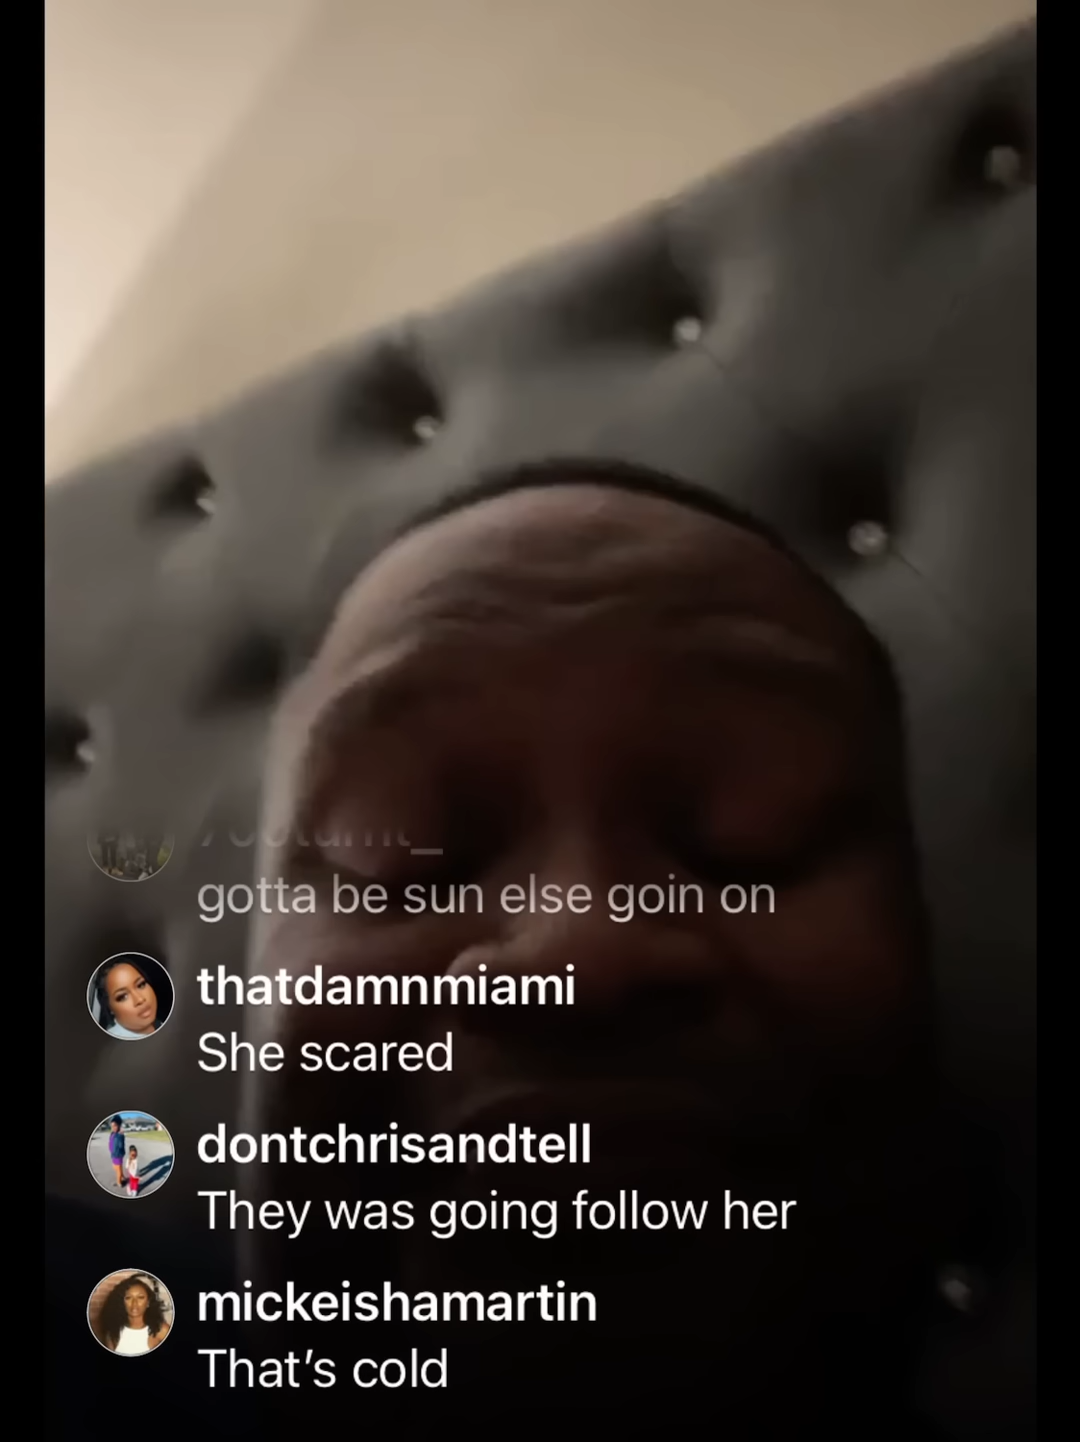 gotta be sun else goin on
thatdamnmiami
She scared
dontchrisandtell
They was going follow her
mickeishamartin
That's cold